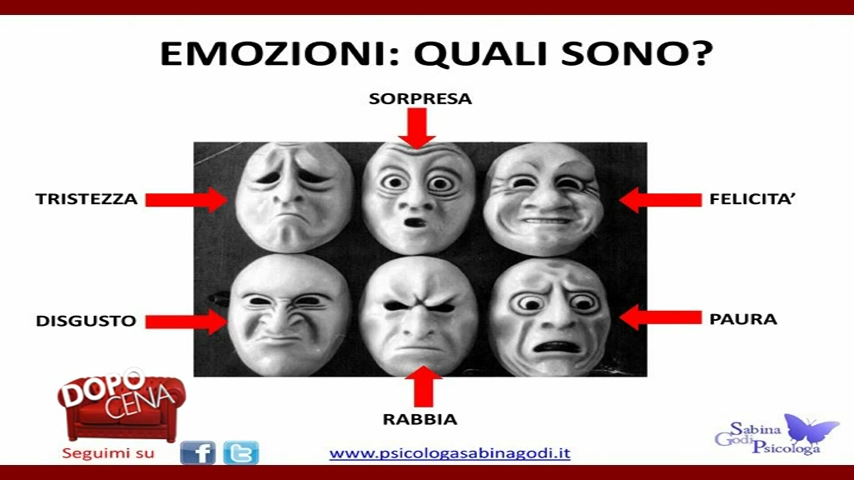 EMOZIONI: QUALI SONO?
SORPRESA
TRISTEZZA
FELICITA’
DISGUSTO
PAURA
RABBIA
DOPO
CENA
Seguimi su
www.psicologasabinagodi.it
Sabina
Godi Psicologa